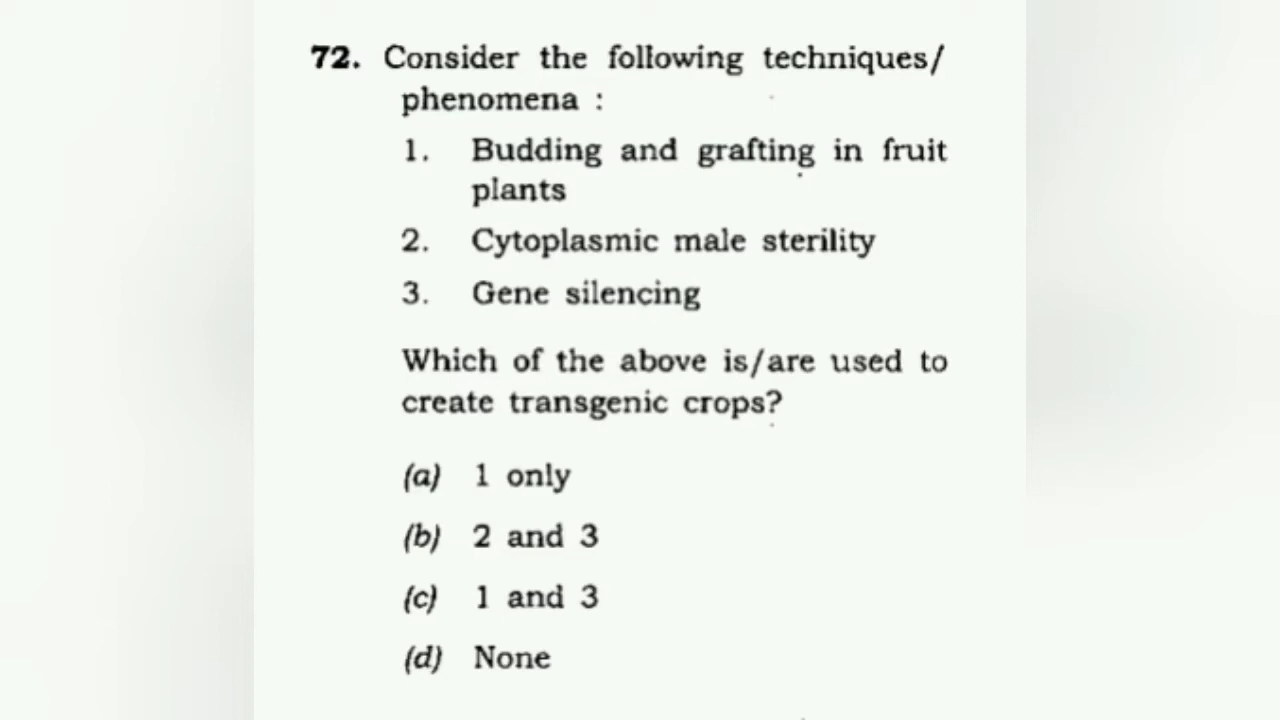 72. Consider the following techniques/
phenomena :
1. Budding and grafting in fruit
plants
2. Cytoplasmic male sterility
3. Gene silencing
Which of the above is/are used to
create transgenic crops?
(a) 1 only
(b) 2 and 3
(c) 1 and 3
(d) None